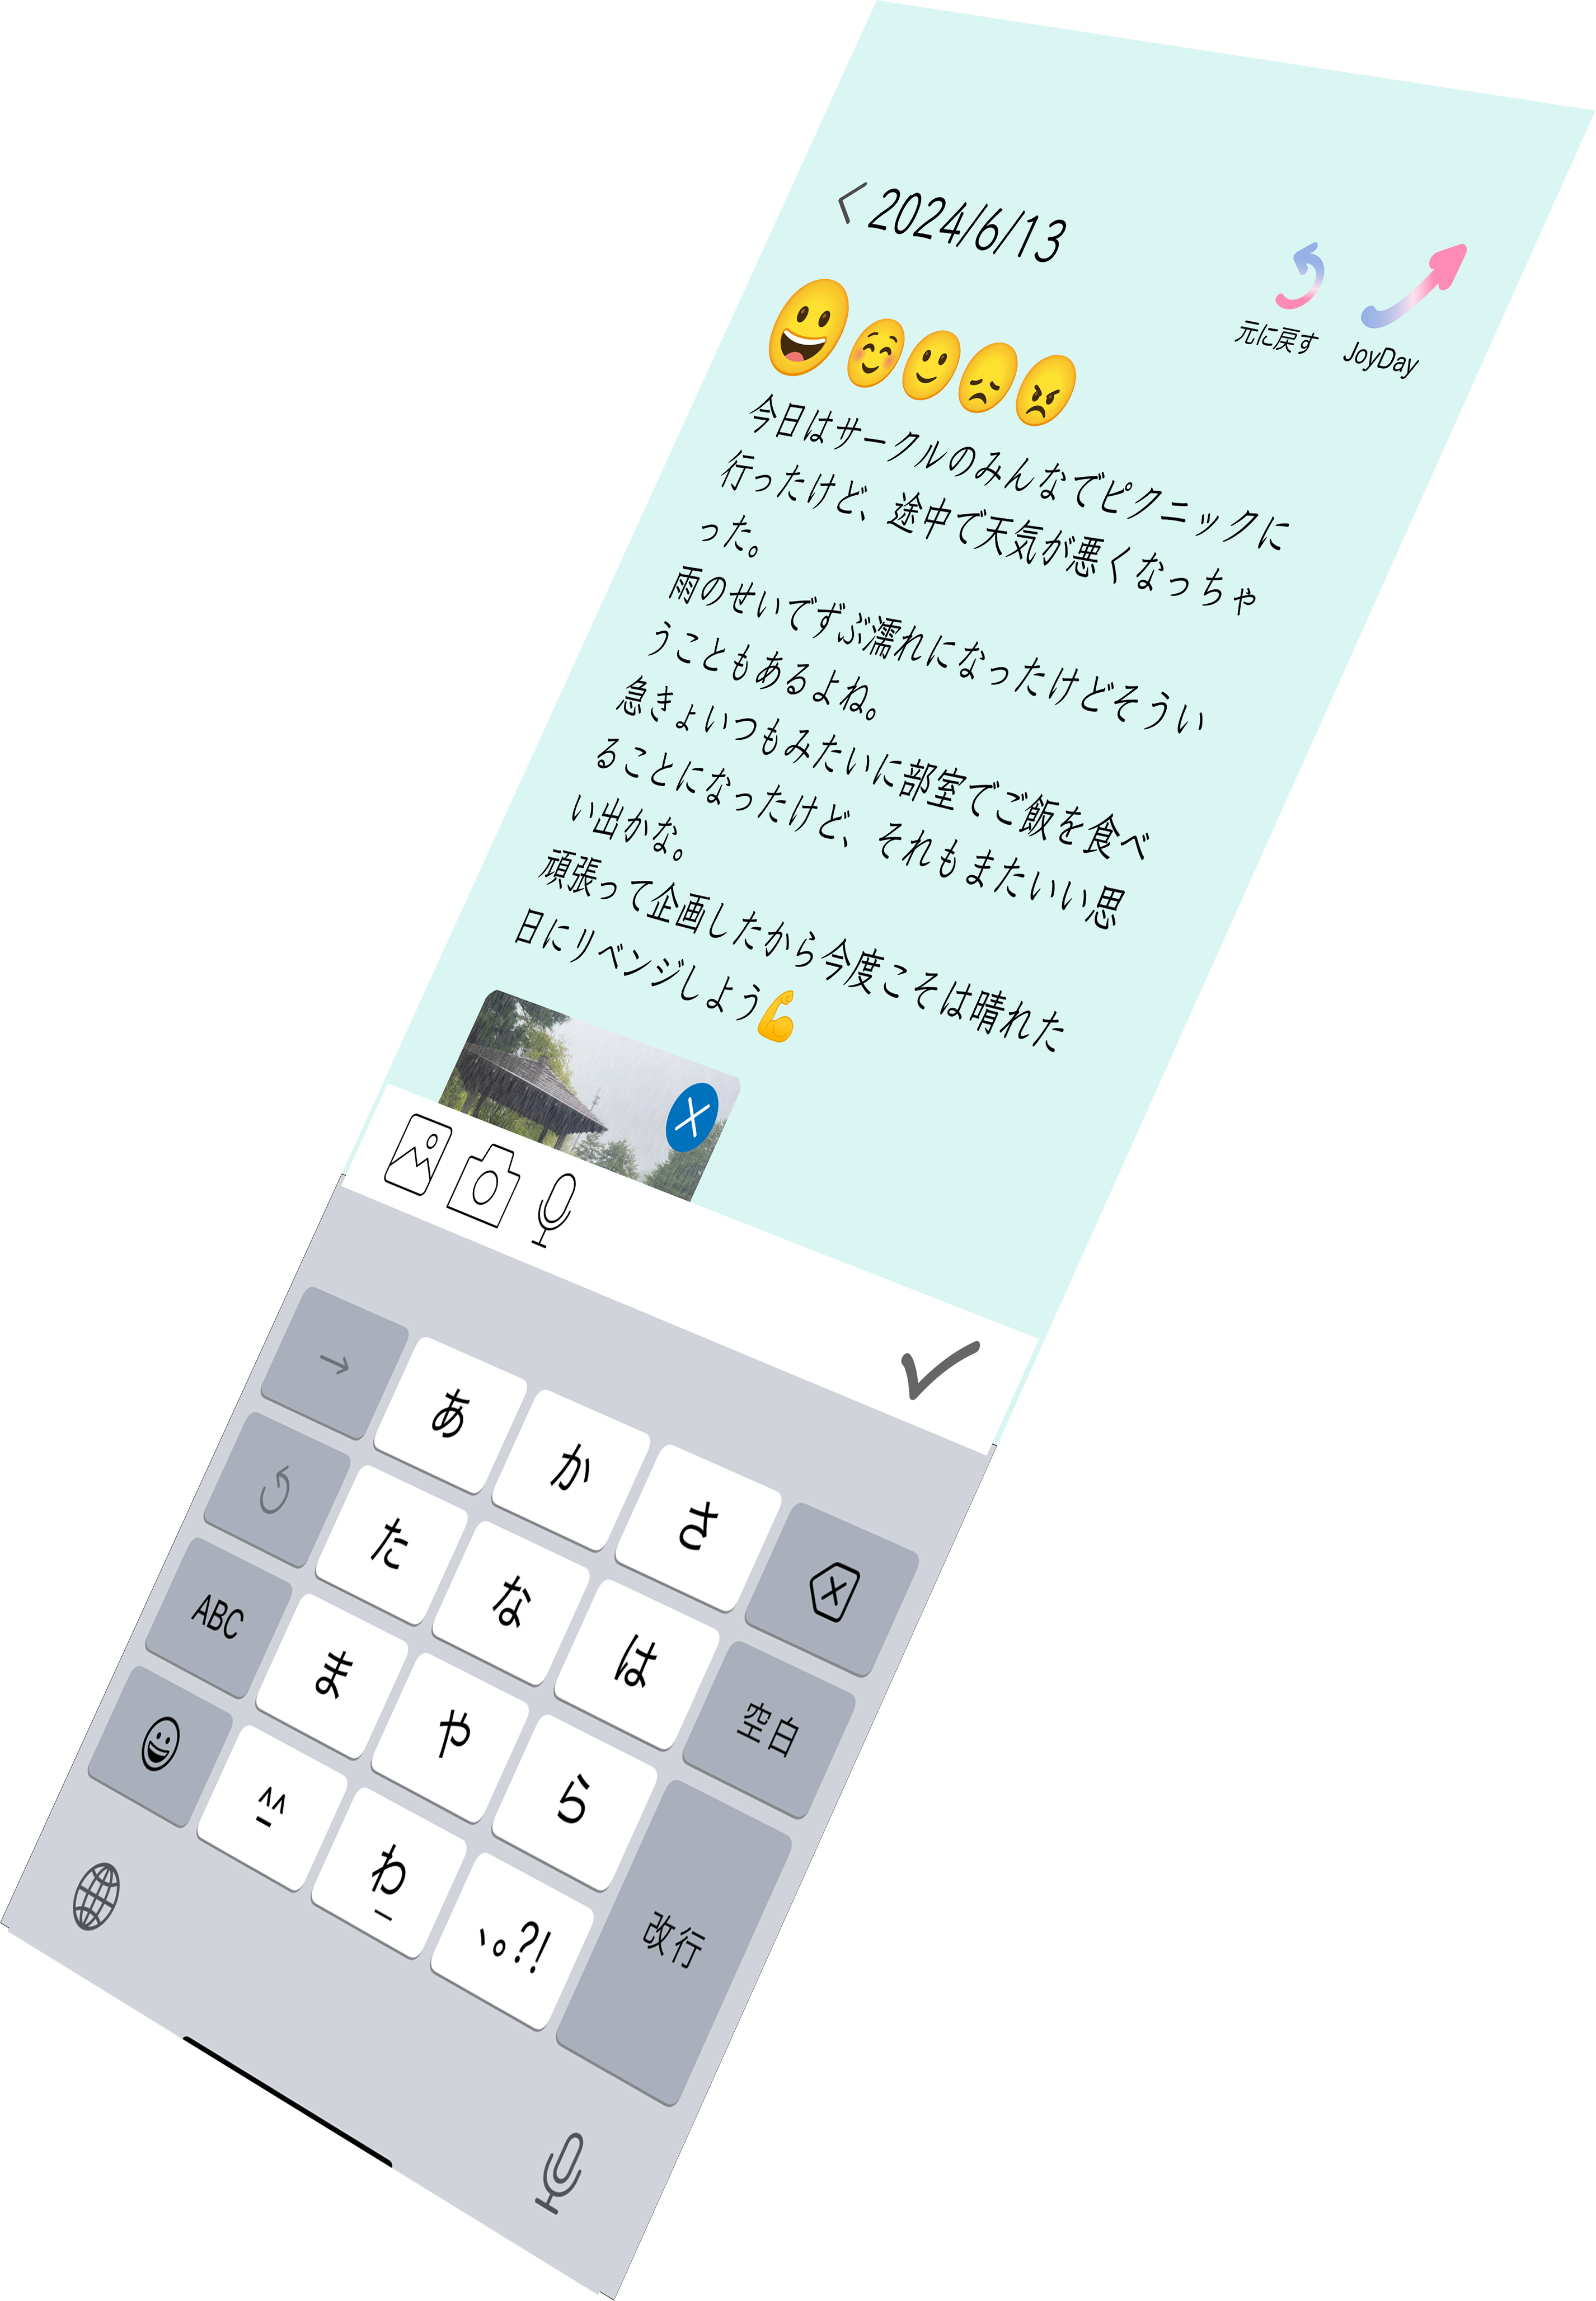 2024/6/13
元に戻す
JoyDay
😀😊🙂😞😠
今日はサークルのみんなでピクニックに
行ったけど、途中で天気が悪くなっちゃ
った。
雨のせいでずぶ濡れになったけどそうい
うこともあるよね。
急きょいつもみたいに部室でご飯を食べ
ることになったけど、それもまたいい思
い出かな。
頑張って企画したから今度こそは晴れた
日にリベンジしよう💪
→
あ
か
さ
た
な
は
空白
ABC
ま
や
ら
改行
^^
わ
ー
、。?!